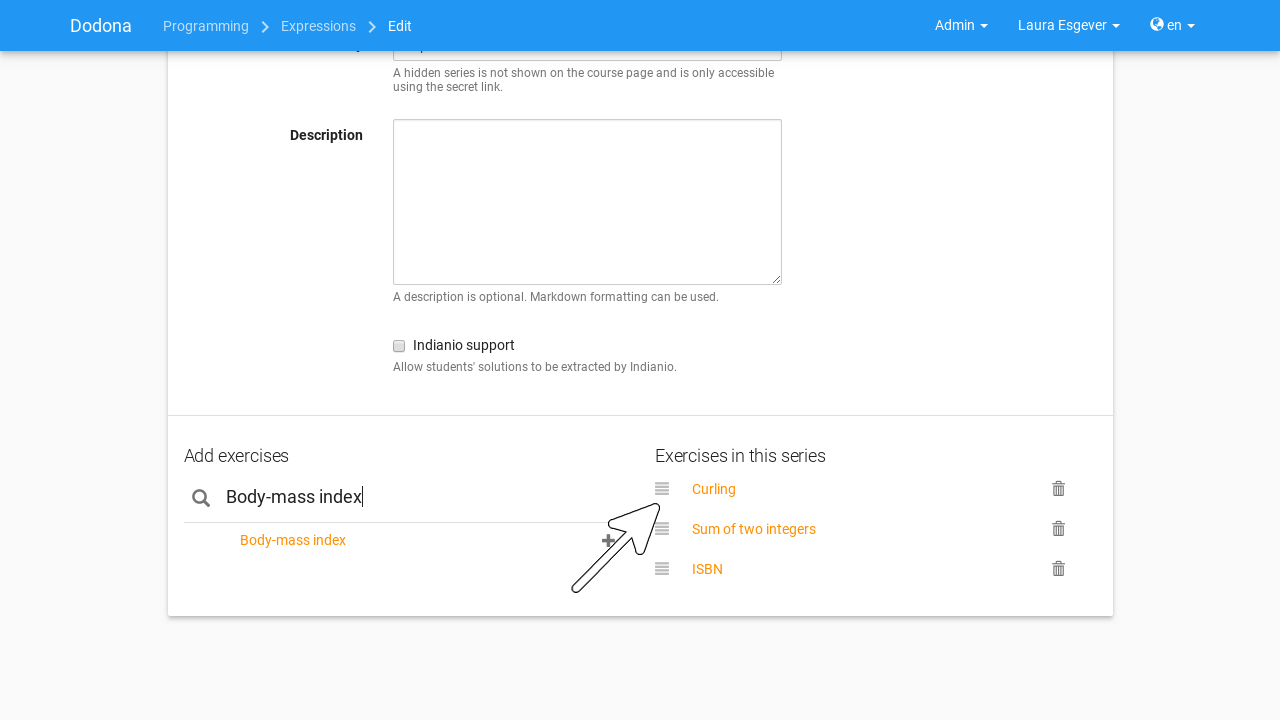 Dodona Programming Expressions Edit Admin Laura Esgever en
A hidden series is not shown on the course page and is only accessible
using the secret link.
Description
A description is optional. Markdown formatting can be used.
Indianio support
Allow students' solutions to be extracted by Indianio.
Add exercises
Body-mass index
Body-mass index
Exercises in this series
Curling
Sum of two integers
ISBN